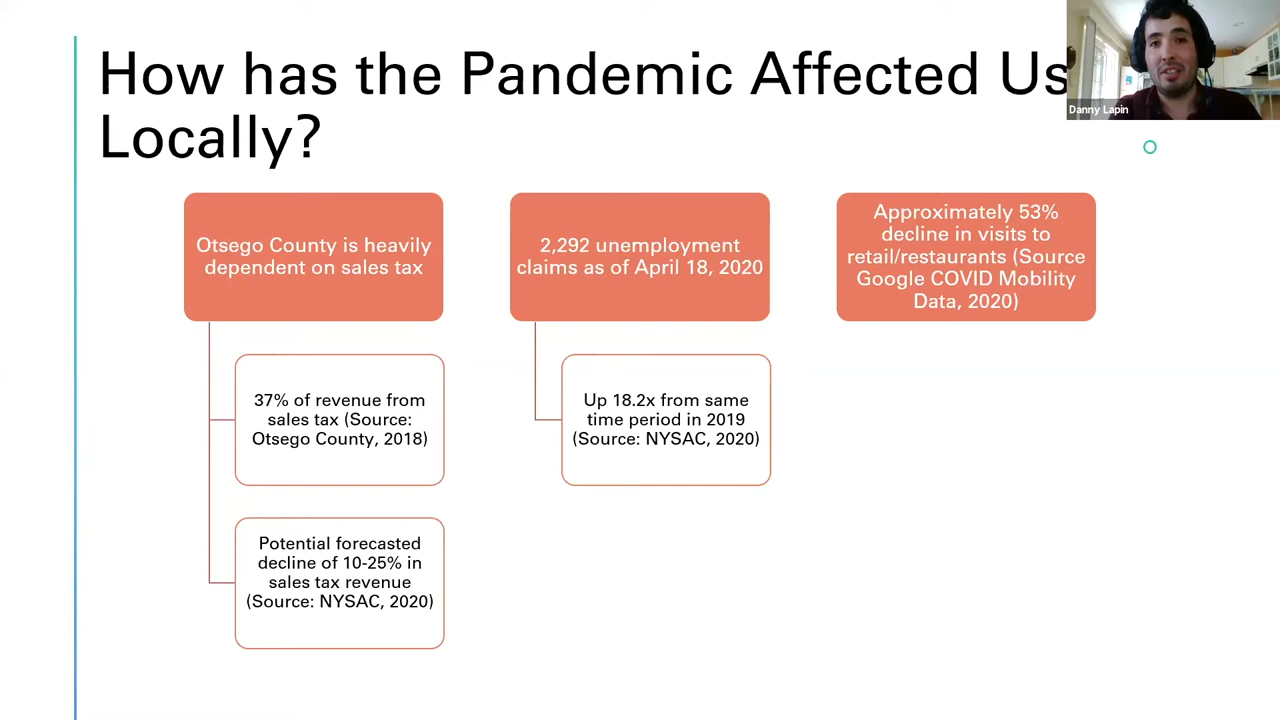 How has the Pandemic Affected Us
Locally?
Danny Lapin
Otsego County is heavily
dependent on sales tax
37% of revenue from
sales tax (Source:
Otsego County, 2018)
Potential forecasted
decline of 10-25% in
sales tax revenue
(Source: NYSAC, 2020)
2,292 unemployment
claims as of April 18, 2020
Up 18.2x from same
time period in 2019
(Source: NYSAC, 2020)
Approximately 53%
decline in visits to
retail/restaurants (Source
Google COVID Mobility
Data, 2020)